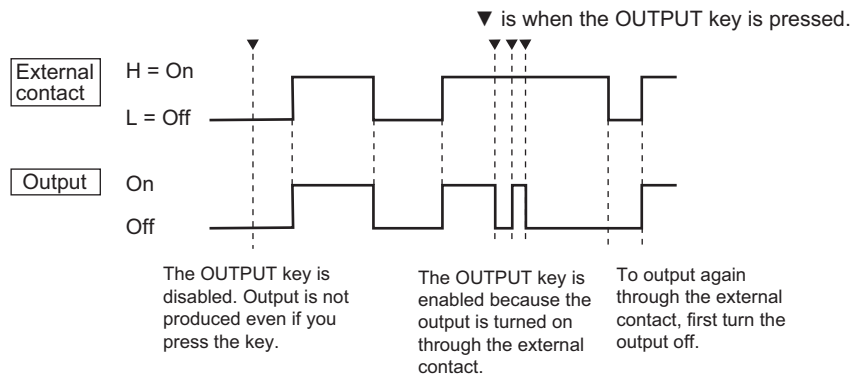 ▼ is when the OUTPUT key is pressed.
External
contact
H = On
L = Off
Output
On
Off
The OUTPUT key is
disabled. Output is not
produced even if you
press the key.
The OUTPUT key is
enabled because the
output is turned on
through the external
contact.
To output again
through the external
contact, first turn the
output off.